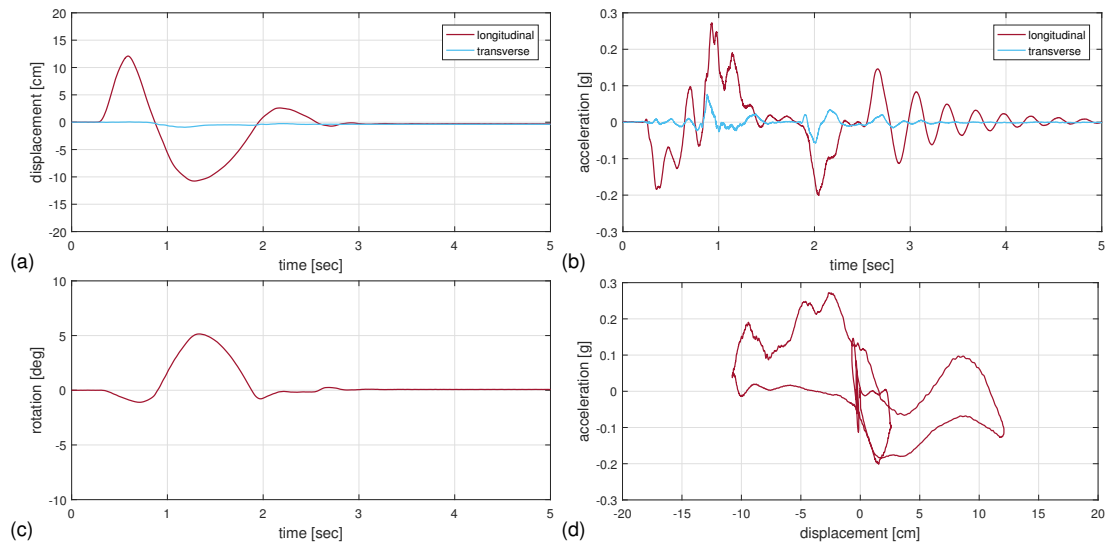 20
15
10
5
0
-5
-10
-15
-20
displacement [cm]
longitudinal
transverse
0 1 2 3 4 5
time [sec]
(a)
0.3
0.2
0.1
0
-0.1
-0.2
-0.3
acceleration [g]
longitudinal
transverse
0 1 2 3 4 5
time [sec]
(b)
10
5
0
-5
-10
rotation [deg]
0 1 2 3 4 5
time [sec]
(c)
0.3
0.2
0.1
0
-0.1
-0.2
-0.3
acceleration [g]
-20 -15 -10 -5 0 5 10 15 20
displacement [cm]
(d)